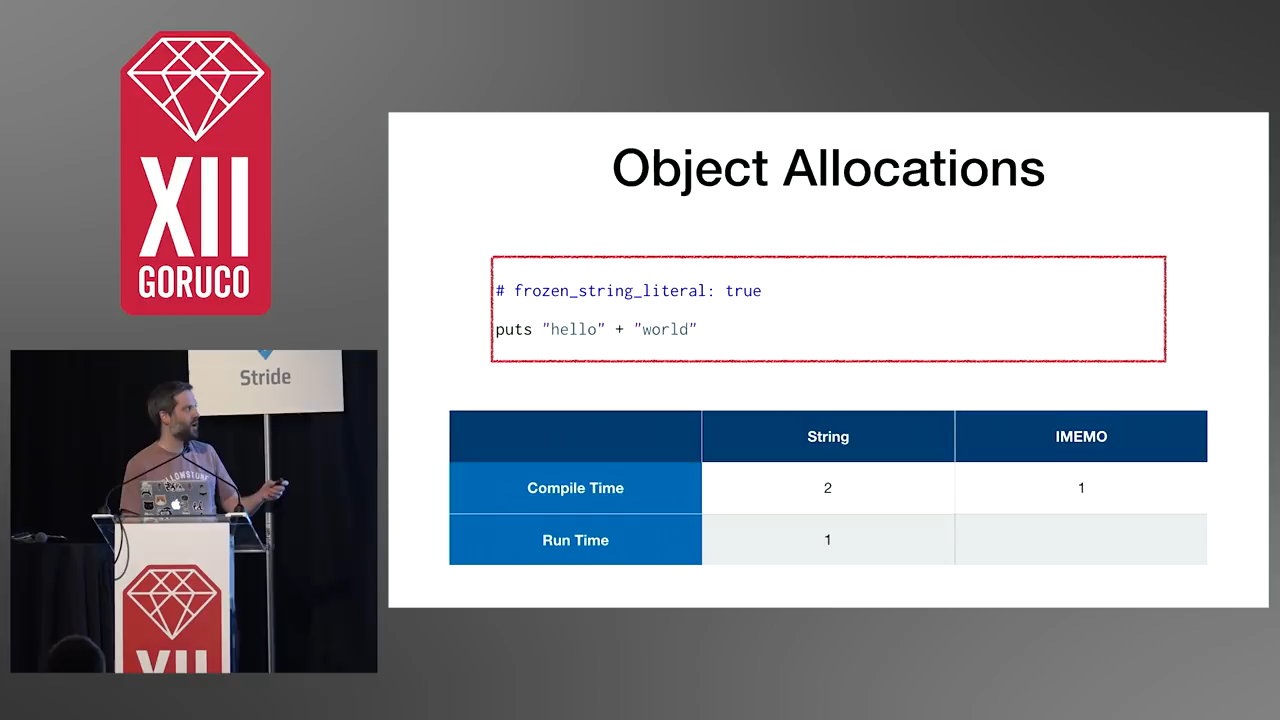 XII
GORUCO
Object Allocations
# frozen_string_literal: true
puts "hello" + "world"
String IMEMO
Compile Time 2 1
Run Time 1
Stride
XII